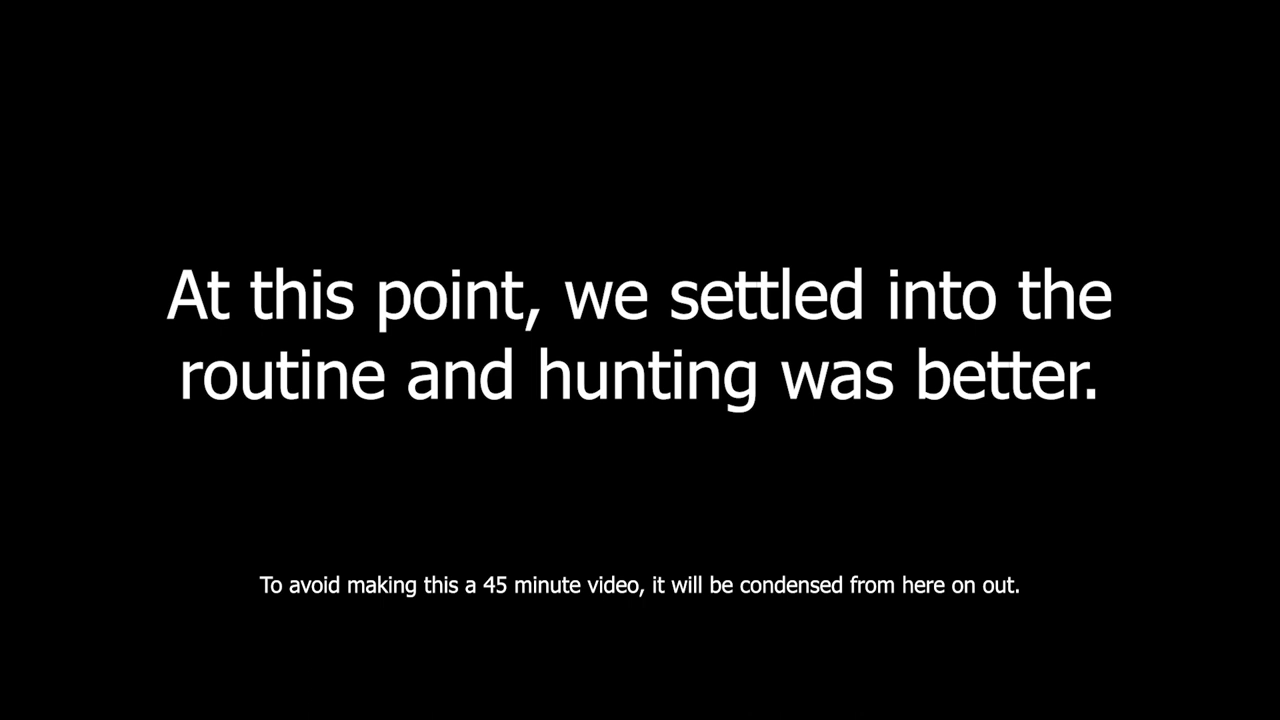 At this point, we settled into the
routine and hunting was better.
To avoid making this a 45 minute video, it will be condensed from here on out.